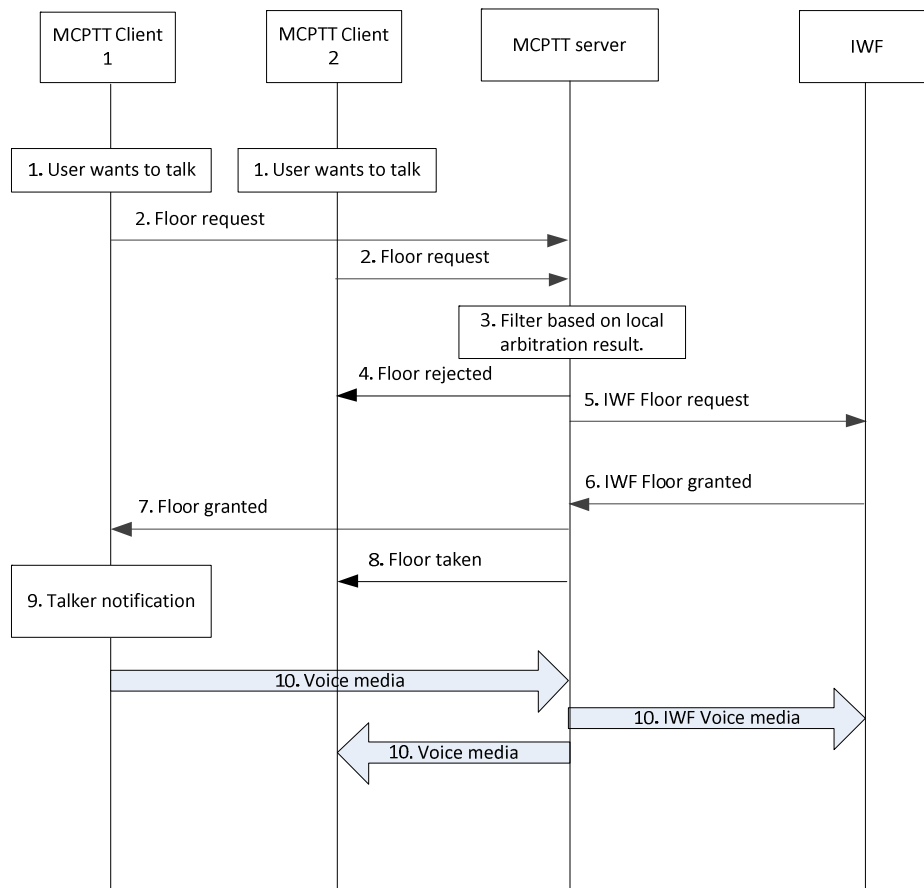 MCPTT Client
1
MCPTT Client
2
MCPTT server
IWF
1. User wants to talk
1. User wants to talk
2. Floor request
2. Floor request
3. Filter based on local
arbitration result.
4. Floor rejected
5. IWF Floor request
6. IWF Floor granted
7. Floor granted
8. Floor taken
9. Talker notification
10. Voice media
10. IWF Voice media
10. Voice media